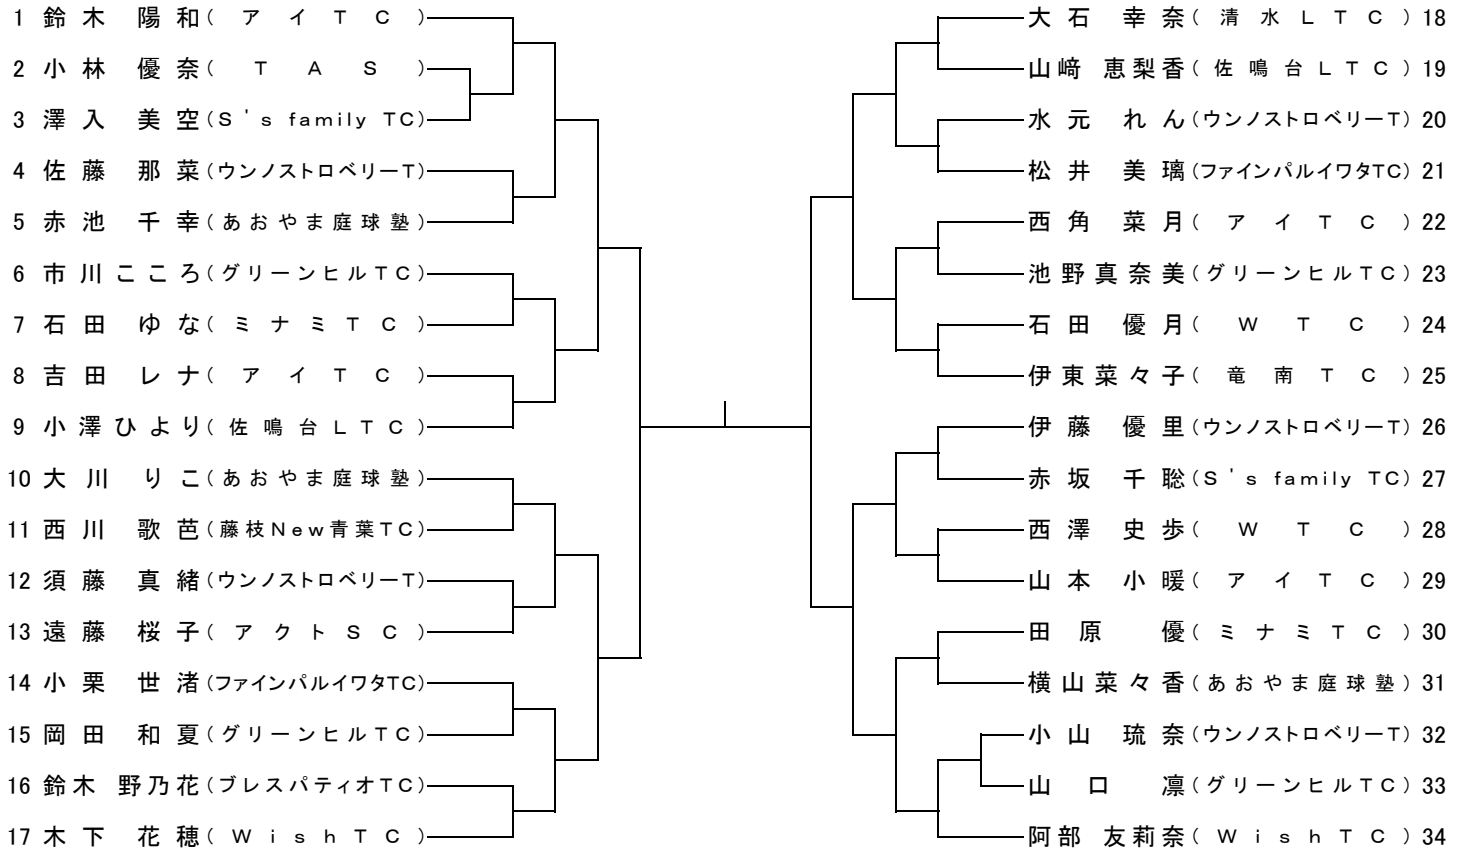 1 鈴木 陽和(アイTC)
2 小林 優奈(TAS)
3 澤入 美空(S's family TC)
4 佐藤 那菜(ウンノストロベリーT)
5 赤池 千幸(あおやま庭球塾)
6 市川こころ(グリーンヒルTC)
7 石田 ゆな(ミナミTC)
8 吉田 レナ(アイTC)
9 小澤ひより(佐鳴台LTC)
10 大川 りこ(あおやま庭球塾)
11 西川 歌芭(藤枝New青葉TC)
12 須藤 真緒(ウンノストロベリーT)
13 遠藤 桜子(アクトSC)
14 小栗 世渚(ファインパルイワタTC)
15 岡田 和夏(グリーンヒルTC)
16 鈴木 野乃花(ブレスパティオTC)
17 木下 花穂(WishTC)
大石 幸奈(清水LTC) 18
山﨑 恵梨香(佐鳴台LTC) 19
水元 れん(ウンノストロベリーT) 20
松井 美璃(ファインパルイワタTC) 21
西角 菜月(アイTC) 22
池野真奈美(グリーンヒルTC) 23
石田 優月(WTC) 24
伊東菜々子(竜南TC) 25
伊藤 優里(ウンノストロベリーT) 26
赤坂 千聡(S's family TC) 27
西澤 史歩(WTC) 28
山本 小暖(アイTC) 29
田原 優(ミナミTC) 30
横山菜々香(あおやま庭球塾) 31
小山 琉奈(ウンノストロベリーT) 32
山口 凛(グリーンヒルTC) 33
阿部 友莉奈(WishTC) 34